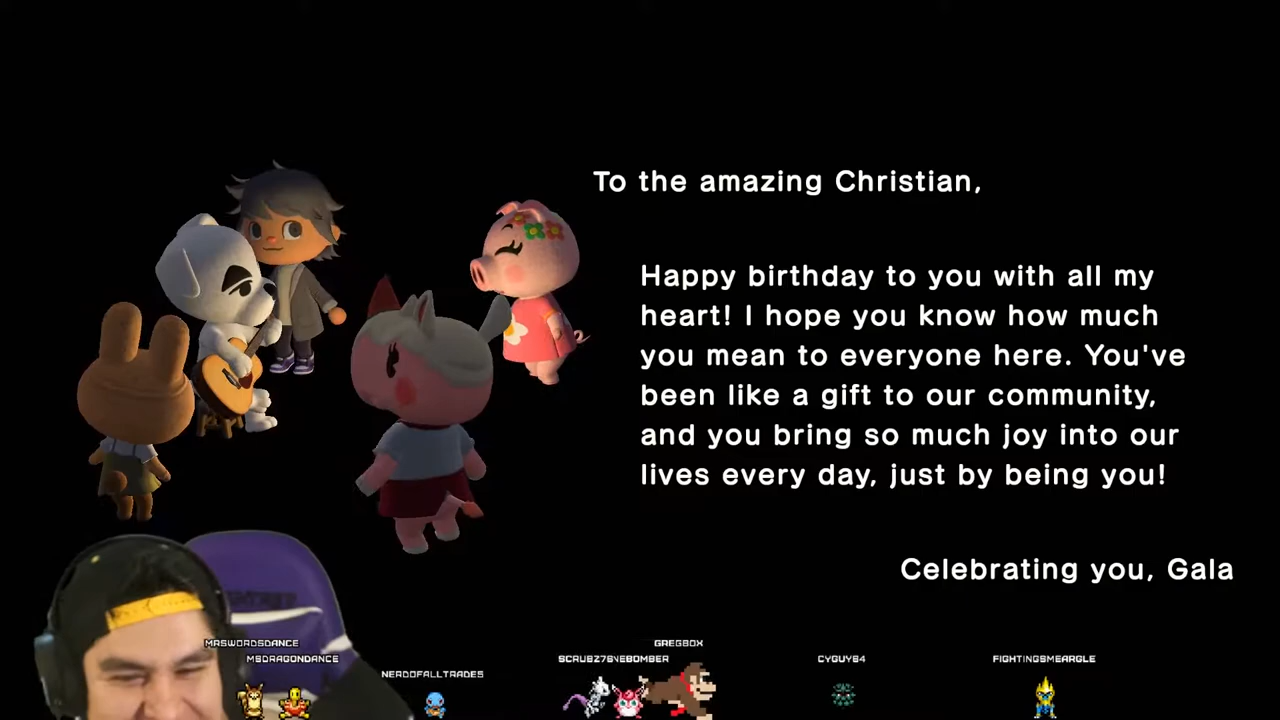 To the amazing Christian,
Happy birthday to you with all my
heart! I hope you know how much
you mean to everyone here. You've
been like a gift to our community,
and you bring so much joy into our
lives every day, just by being you!
Celebrating you, Gala
MRSWORDSDANCE
MSDRAGONDANCE
NERDOFALLTRADES
GREGBOX
CYGUY64
FIGHTINGSMEARGLE